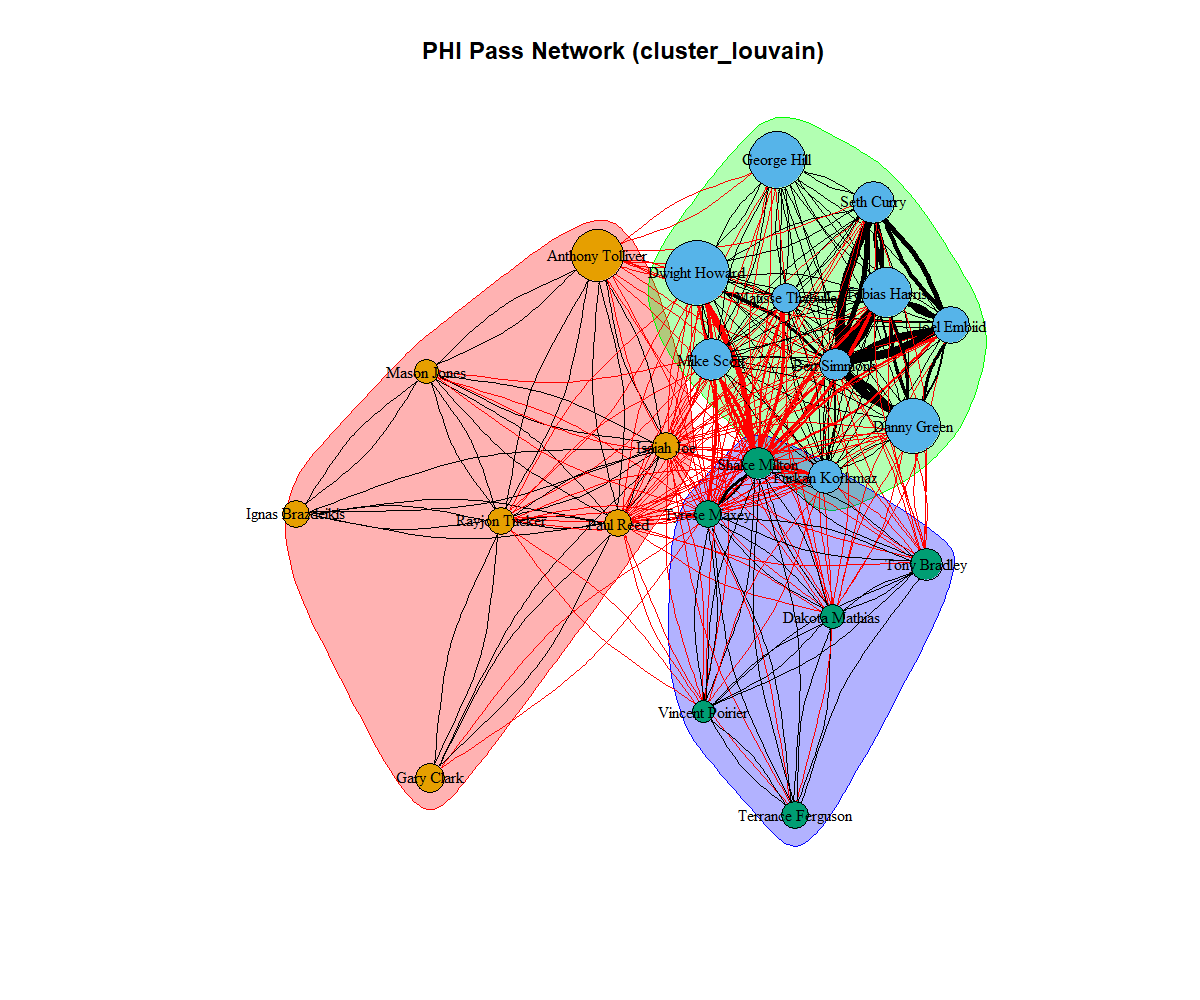 PHI Pass Network (cluster_louvain)
George Hill
Seth Curry
Anthony Tolliver
Dwight Howard
Matisse Thybulle
Tobias Harris
Joel Embiid
Mike Scott
Ben Simmons
Mason Jones
Danny Green
Isaiah Joe
Shake Milton
Furkan Korkmaz
Ignas Brazdeikis
Rayjon Tucker
Paul Reed
Tyrese Maxey
Tony Bradley
Dakota Mathias
Vincent Poirier
Gary Clark
Terrance Ferguson